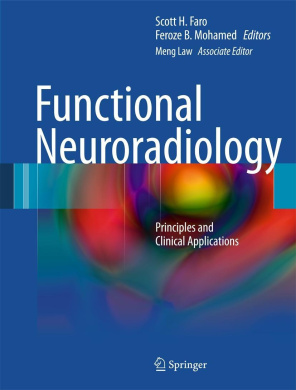 Scott H. Faro
Feroze B. Mohamed Editors
Meng Law Associate Editor
Functional
Neuroradiology
Principles and
Clinical Applications
Springer